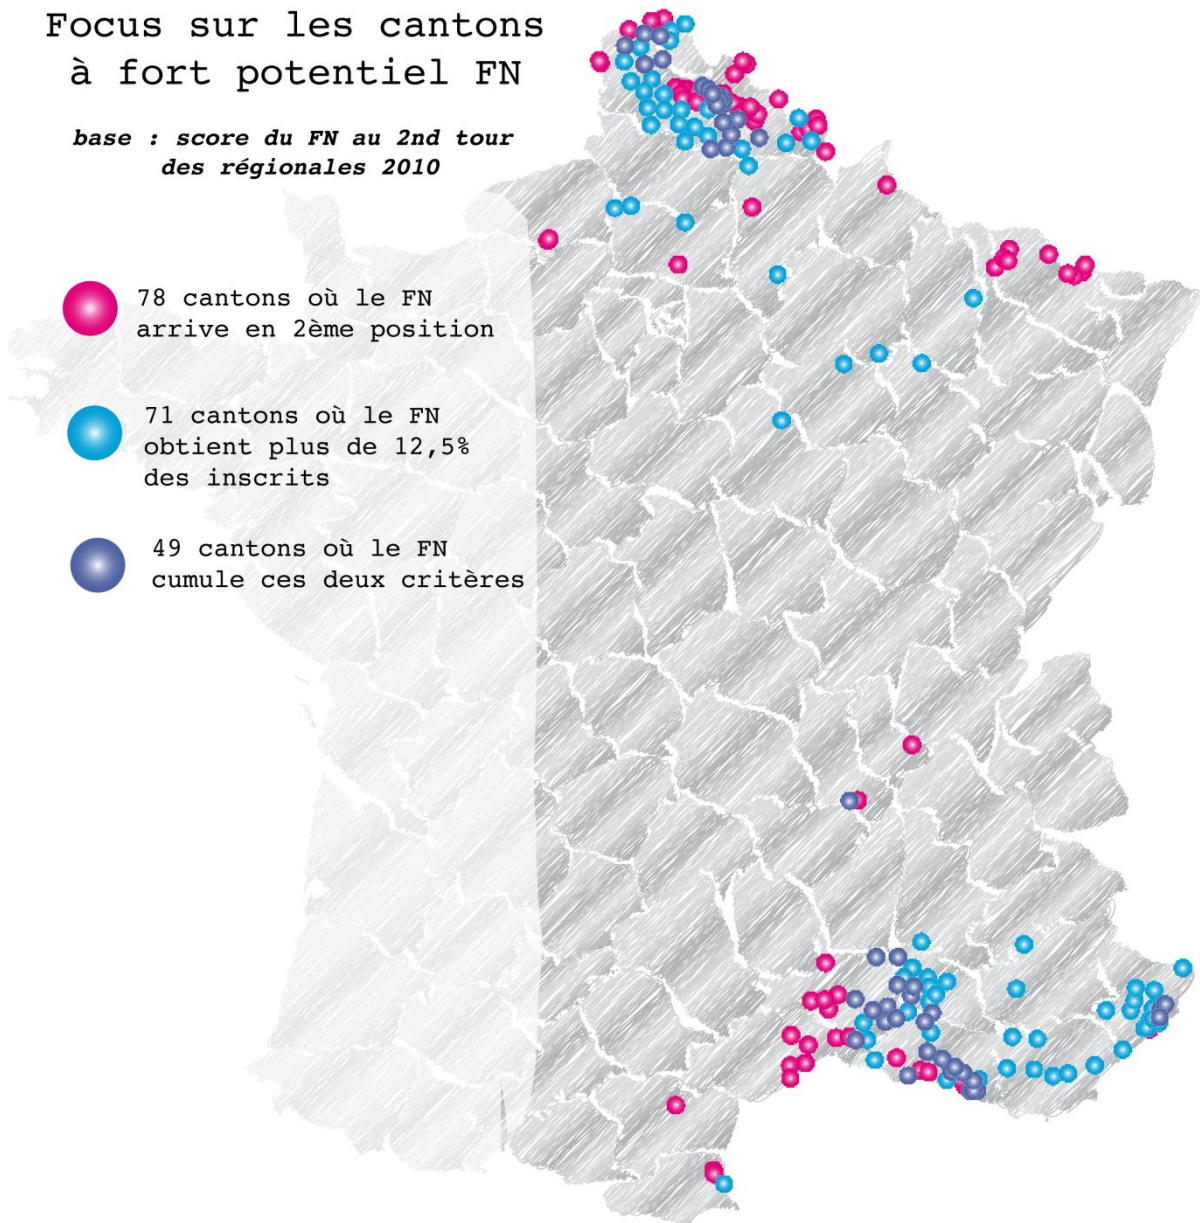 Focus sur les cantons
à fort potentiel FN
base : score du FN au 2nd tour
des régionales 2010
78 cantons où le FN
arrive en 2ème position
71 cantons où le FN
obtient plus de 12,5%
des inscrits
49 cantons où le FN
cumule ces deux critères